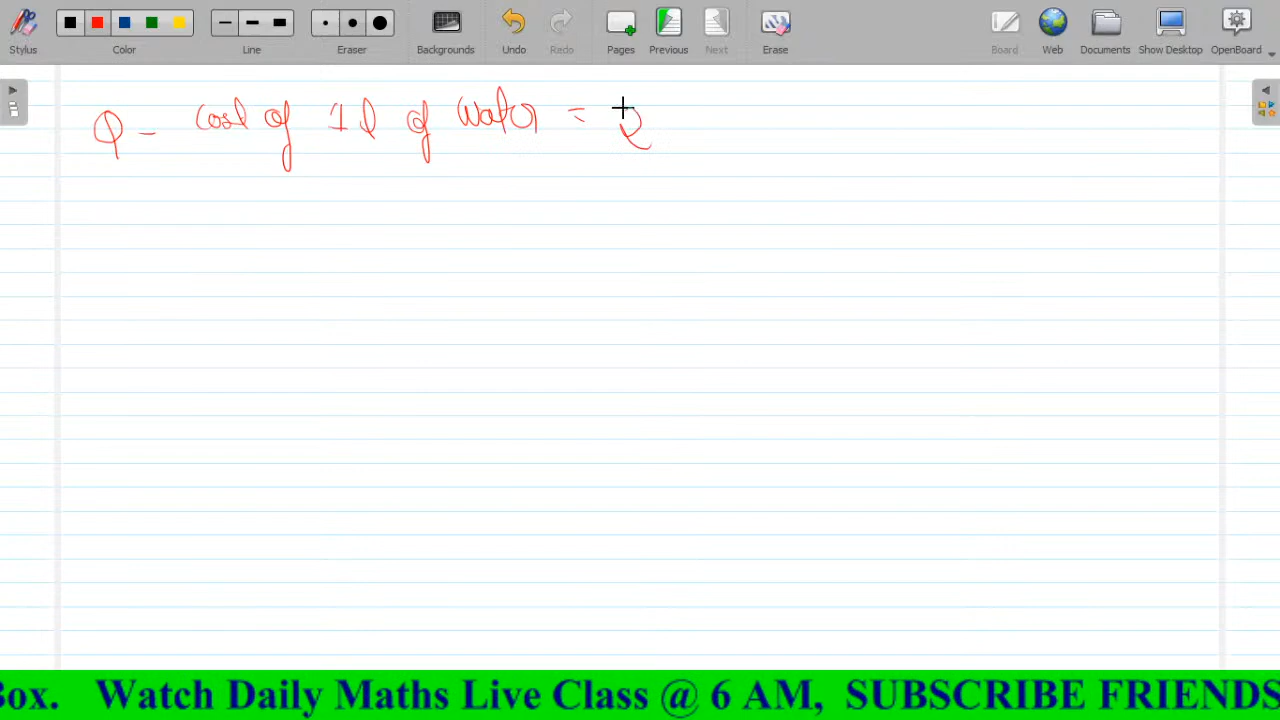 Stylus
Color
Line
Eraser
Backgrounds
Undo
Redo
Pages
Previous
Next
Erase
Board
Web
Documents
Show Desktop
OpenBoard
Q - cost of 1 l of water =
Box. Watch Daily Maths Live Class @ 6 AM, SUBSCRIBE FRIENDS